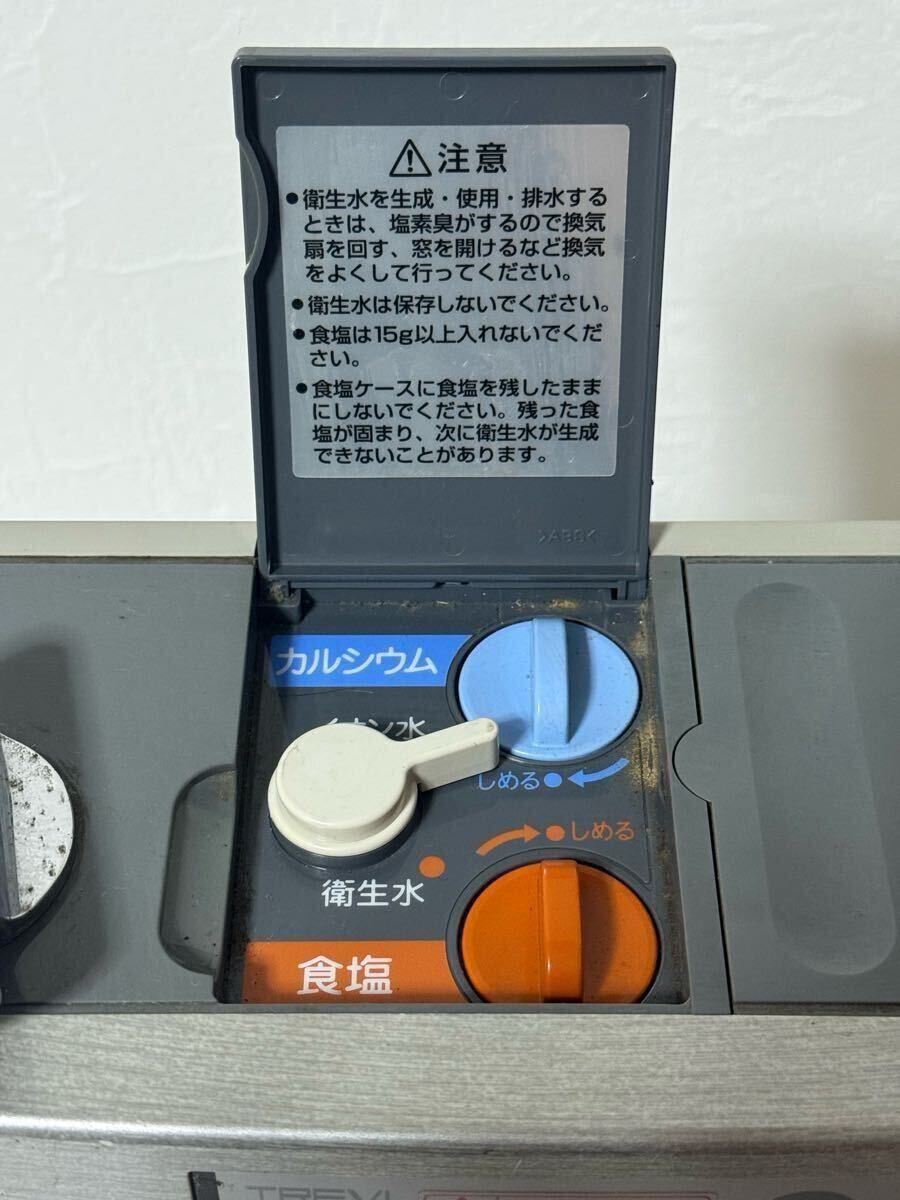 ⚠注意
●衛生水を生成・使用・排水する
ときは、塩素臭がするので換気
扇を回す、窓を開けるなど換気
をよくして行ってください。
●衛生水は保存しないでください。
●食塩は15g以上入れないでくだ
さい。
●食塩ケースに食塩を残したまま
にしないでください。残った食
塩が固まり、次に衛生水が生成
できないことがあります。
>ABS<
カルシウム
イオン水
しめる
しめる
衛生水
食塩
TREVI